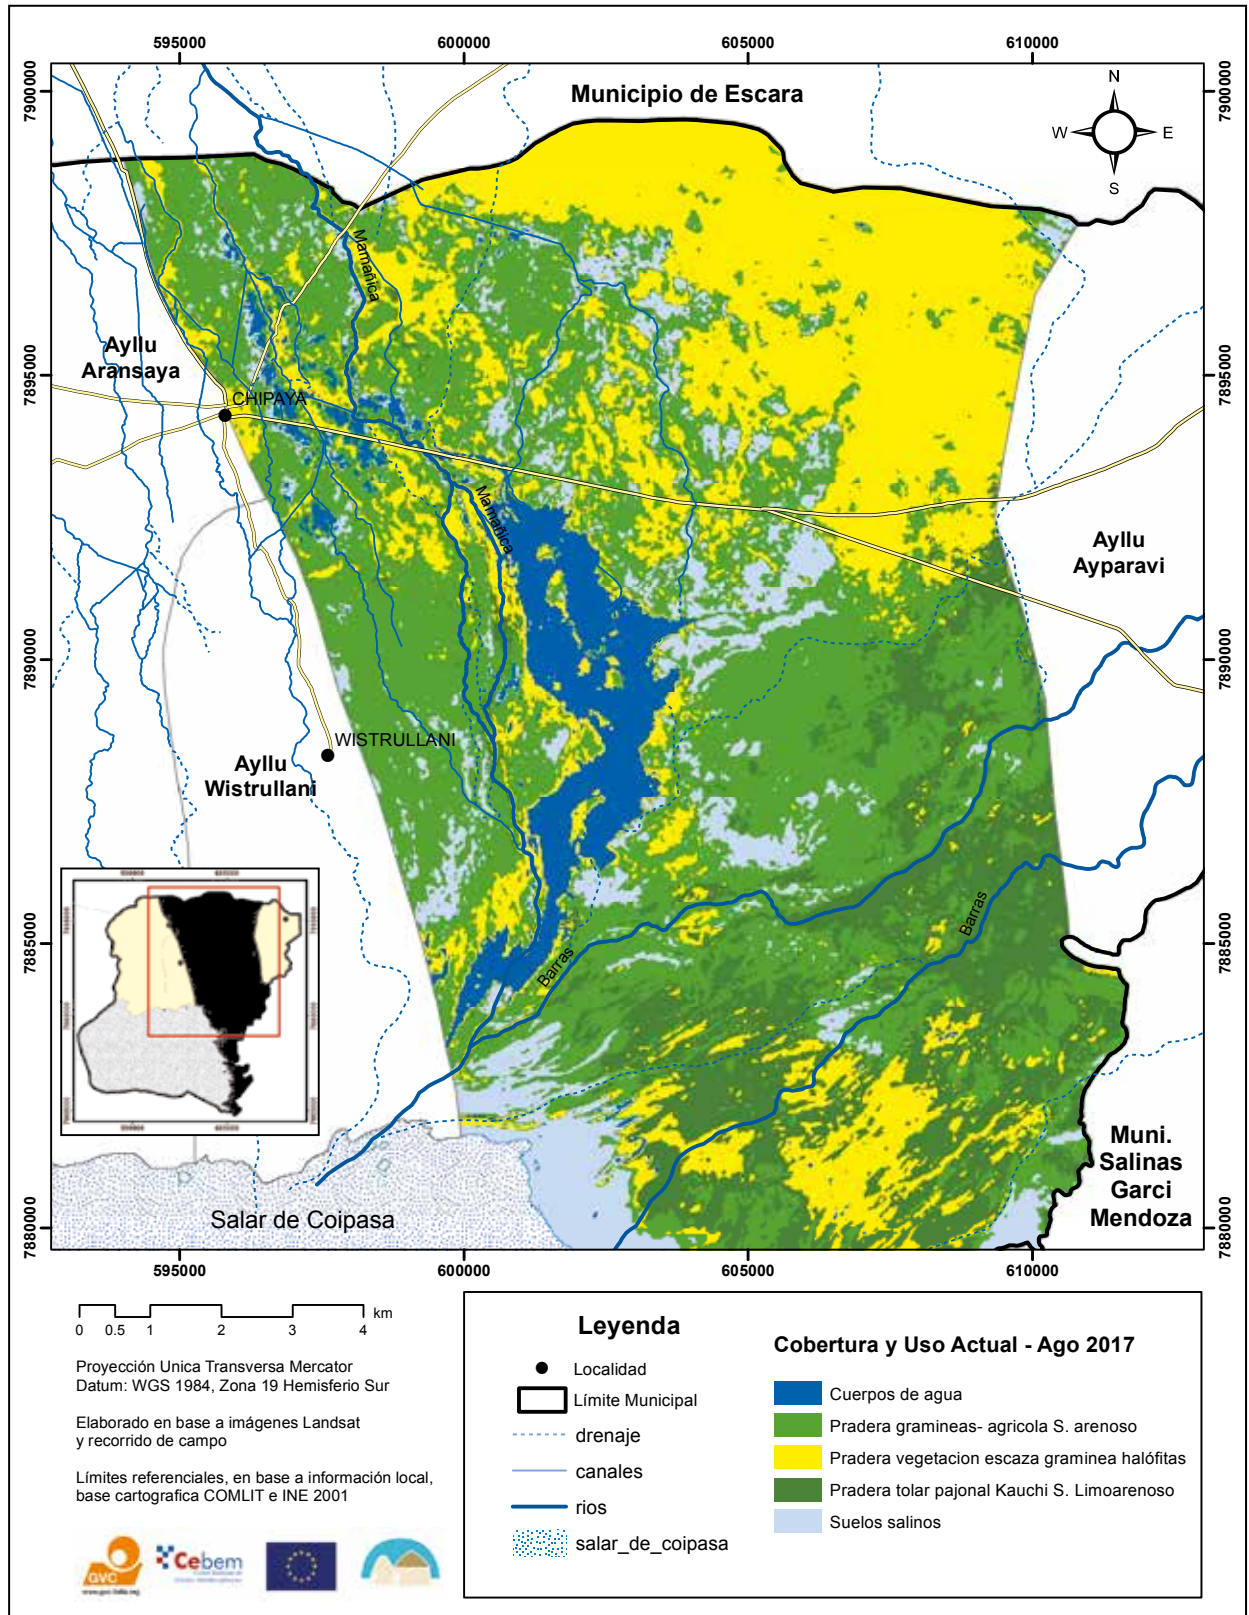 595000
600000
605000
610000
7900000
7900000
Municipio de Escara
N
W
E
S
Mamañica
Ayllu
Aransaya
7895000
7895000
CHIPAYA
Mamañica
Ayllu
Ayparavi
7890000
7890000
WISTRULLANI
Ayllu
Wistrullani
Barras
Barras
7885000
7885000
Muni.
Salinas
Garci
Mendoza
Salar de Coipasa
7880000
7880000
595000
600000
605000
610000
0 0.5 1 2 3 4 km
Proyección Unica Transversa Mercator
Datum: WGS 1984, Zona 19 Hemisferio Sur
Elaborado en base a imágenes Landsat
y recorrido de campo
Límites referenciales, en base a información local,
base cartografica COMLIT e INE 2001
GVC
Cebem
Leyenda
Localidad
Límite Municipal
drenaje
canales
rios
salar_de_coipasa
Cobertura y Uso Actual - Ago 2017
Cuerpos de agua
Pradera gramineas- agricola S. arenoso
Pradera vegetacion escaza graminea halófitas
Pradera tolar pajonal Kauchi S. Limoarenoso
Suelos salinos